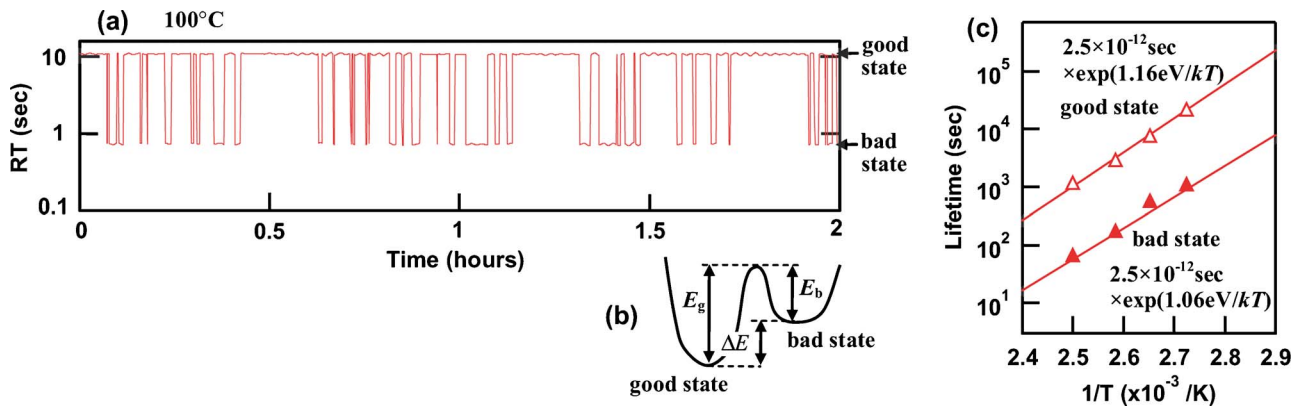 (a) 100°C
RT (sec)
10
1
0.1
0 0.5 1 1.5 2
Time (hours)
good
state
bad
state
(b)
E_g
E_b
ΔE
bad state
good state
(c)
Lifetime (sec)
10⁵
10⁴
10³
10²
10¹
2.5×10⁻¹²sec
×exp(1.16eV/kT)
good state
bad state
2.5×10⁻¹²sec
×exp(1.06eV/kT)
2.4 2.5 2.6 2.7 2.8 2.9
1/T (x10⁻³ /K)